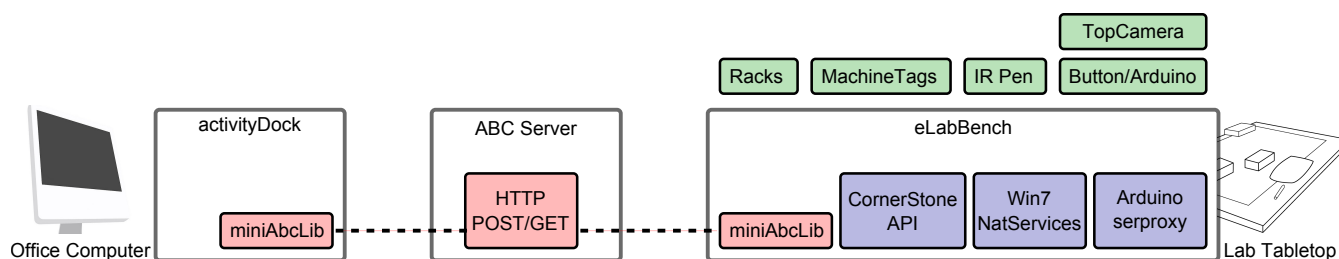 TopCamera
Racks
MachineTags
IR Pen
Button/Arduino
activityDock
ABC Server
eLabBench
HTTP
POST/GET
CornerStone
API
Win7
NatServices
Arduino
serproxy
miniAbcLib
miniAbcLib
Office Computer
Lab Tabletop